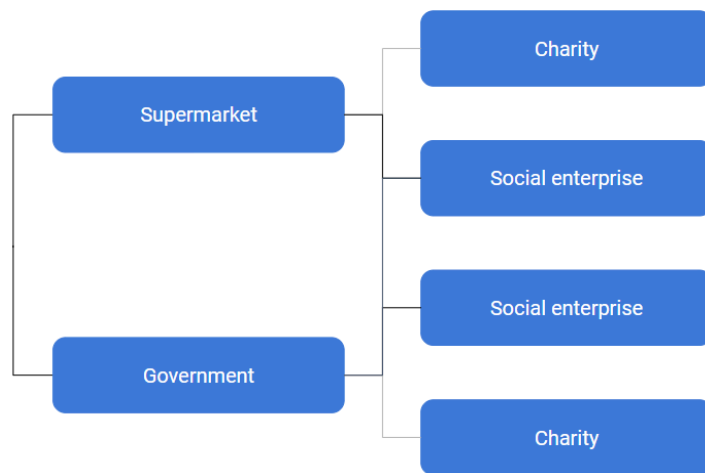 Charity
Supermarket
Social enterprise
Social enterprise
Government
Charity